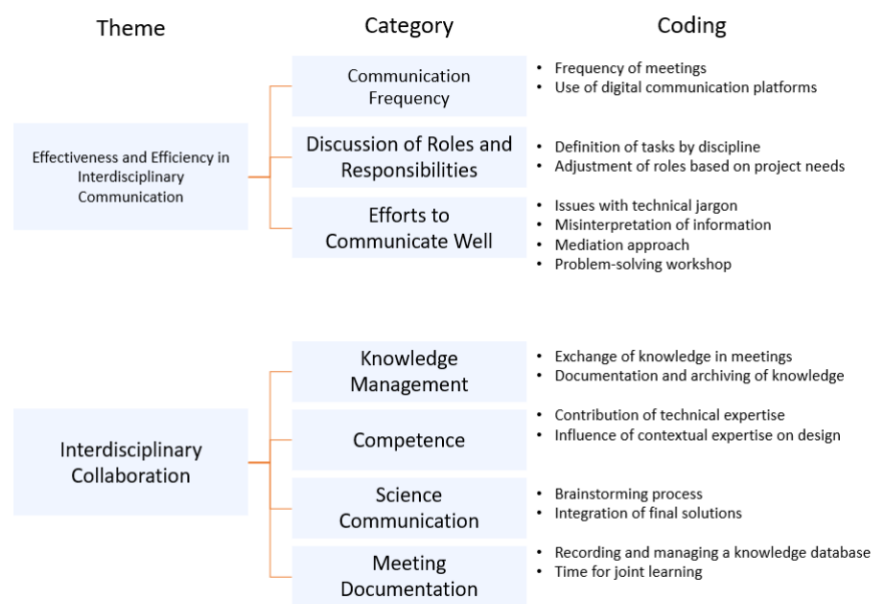 Theme
Category
Coding
Effectiveness and Efficiency in
Interdisciplinary
Communication
Communication
Frequency
• Frequency of meetings
• Use of digital communication platforms
Discussion of Roles and
Responsibilities
• Definition of tasks by discipline
• Adjustment of roles based on project needs
Efforts to
Communicate Well
• Issues with technical jargon
• Misinterpretation of information
• Mediation approach
• Problem-solving workshop
Interdisciplinary
Collaboration
Knowledge
Management
• Exchange of knowledge in meetings
• Documentation and archiving of knowledge
Competence
• Contribution of technical expertise
• Influence of contextual expertise on design
Science
Communication
• Brainstorming process
• Integration of final solutions
Meeting
Documentation
• Recording and managing a knowledge database
• Time for joint learning